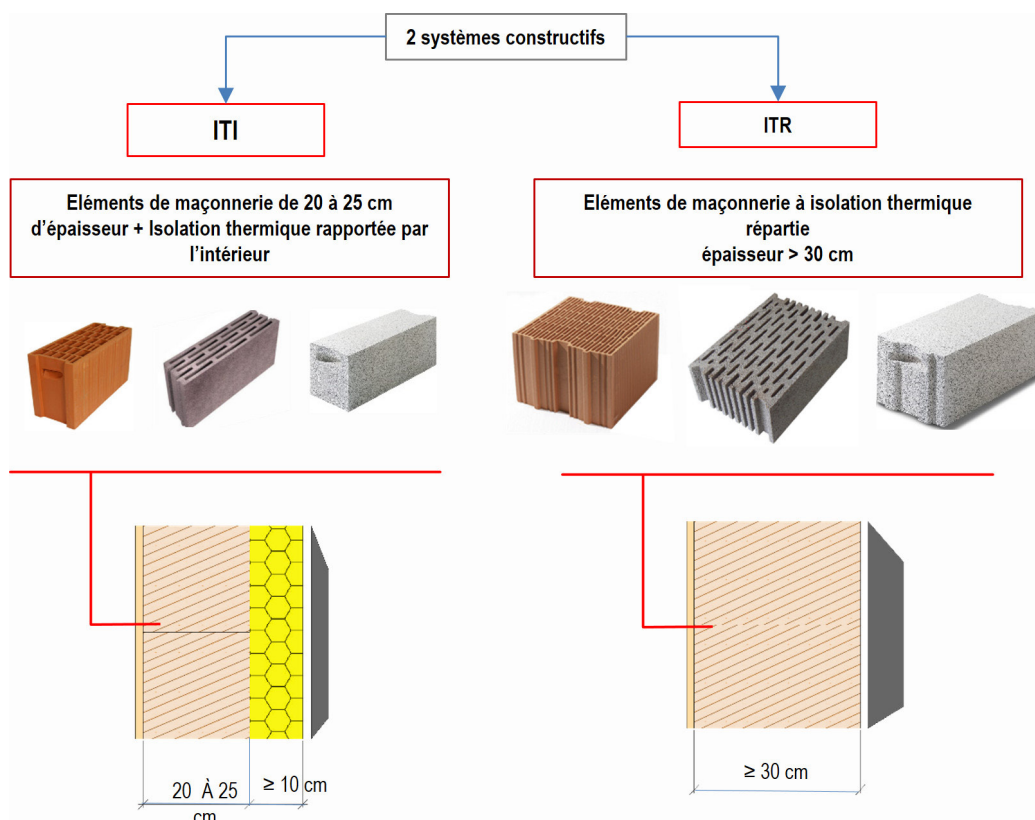 2 systèmes constructifs
ITI
ITR
Eléments de maçonnerie de 20 à 25 cm
d'épaisseur + Isolation thermique rapportée par
l'intérieur
Eléments de maçonnerie à isolation thermique
répartie
épaisseur > 30 cm
20 À 25
cm
≥ 10 cm
≥ 30 cm